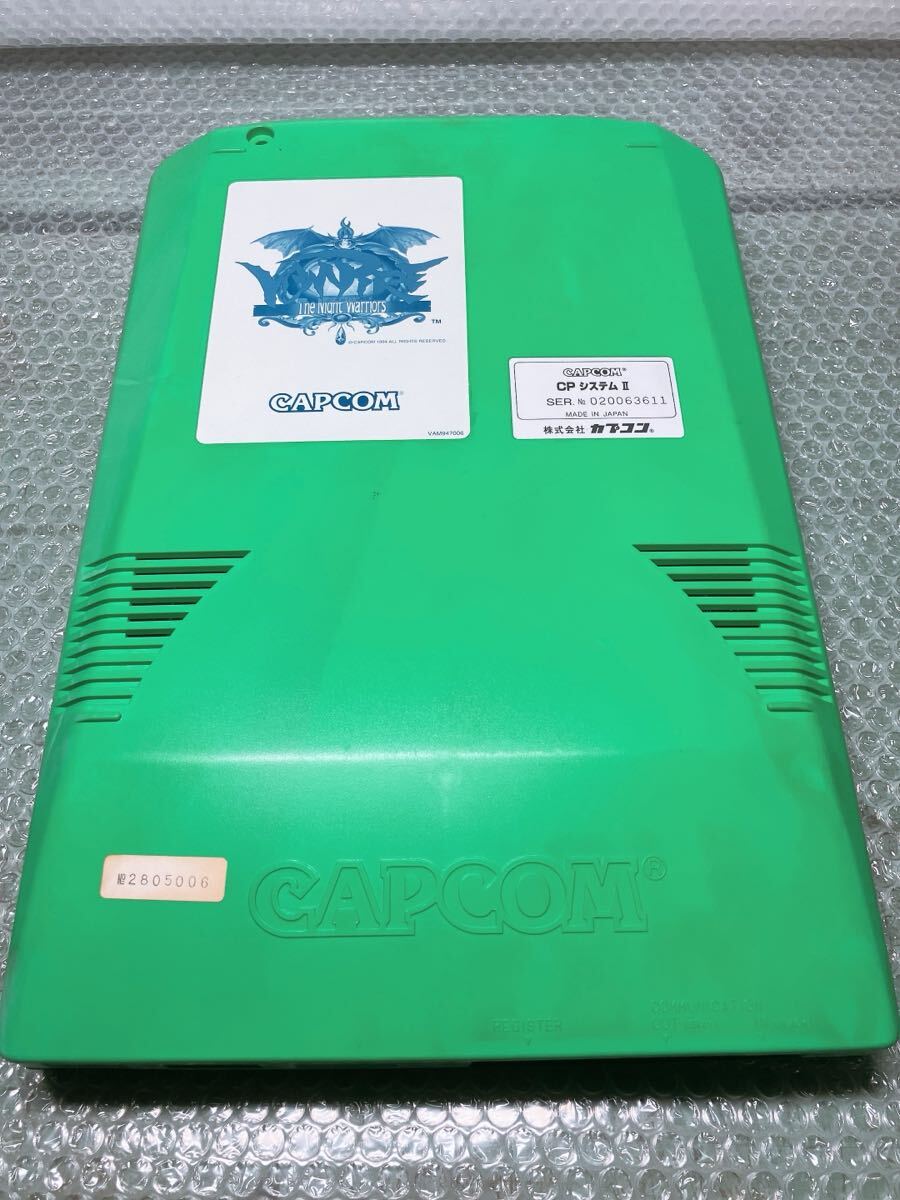 VAMPIRE
The Night Warriors
TM
© CAPCOM 1994 ALL RIGHTS RESERVED
CAPCOM®
VAM947006
CAPCOM®
CP システム II
SER. № 020063611
MADE IN JAPAN
株式会社 カプコン®
№2805006
CAPCOM®
COMMUNICATION
REGISTER OUT